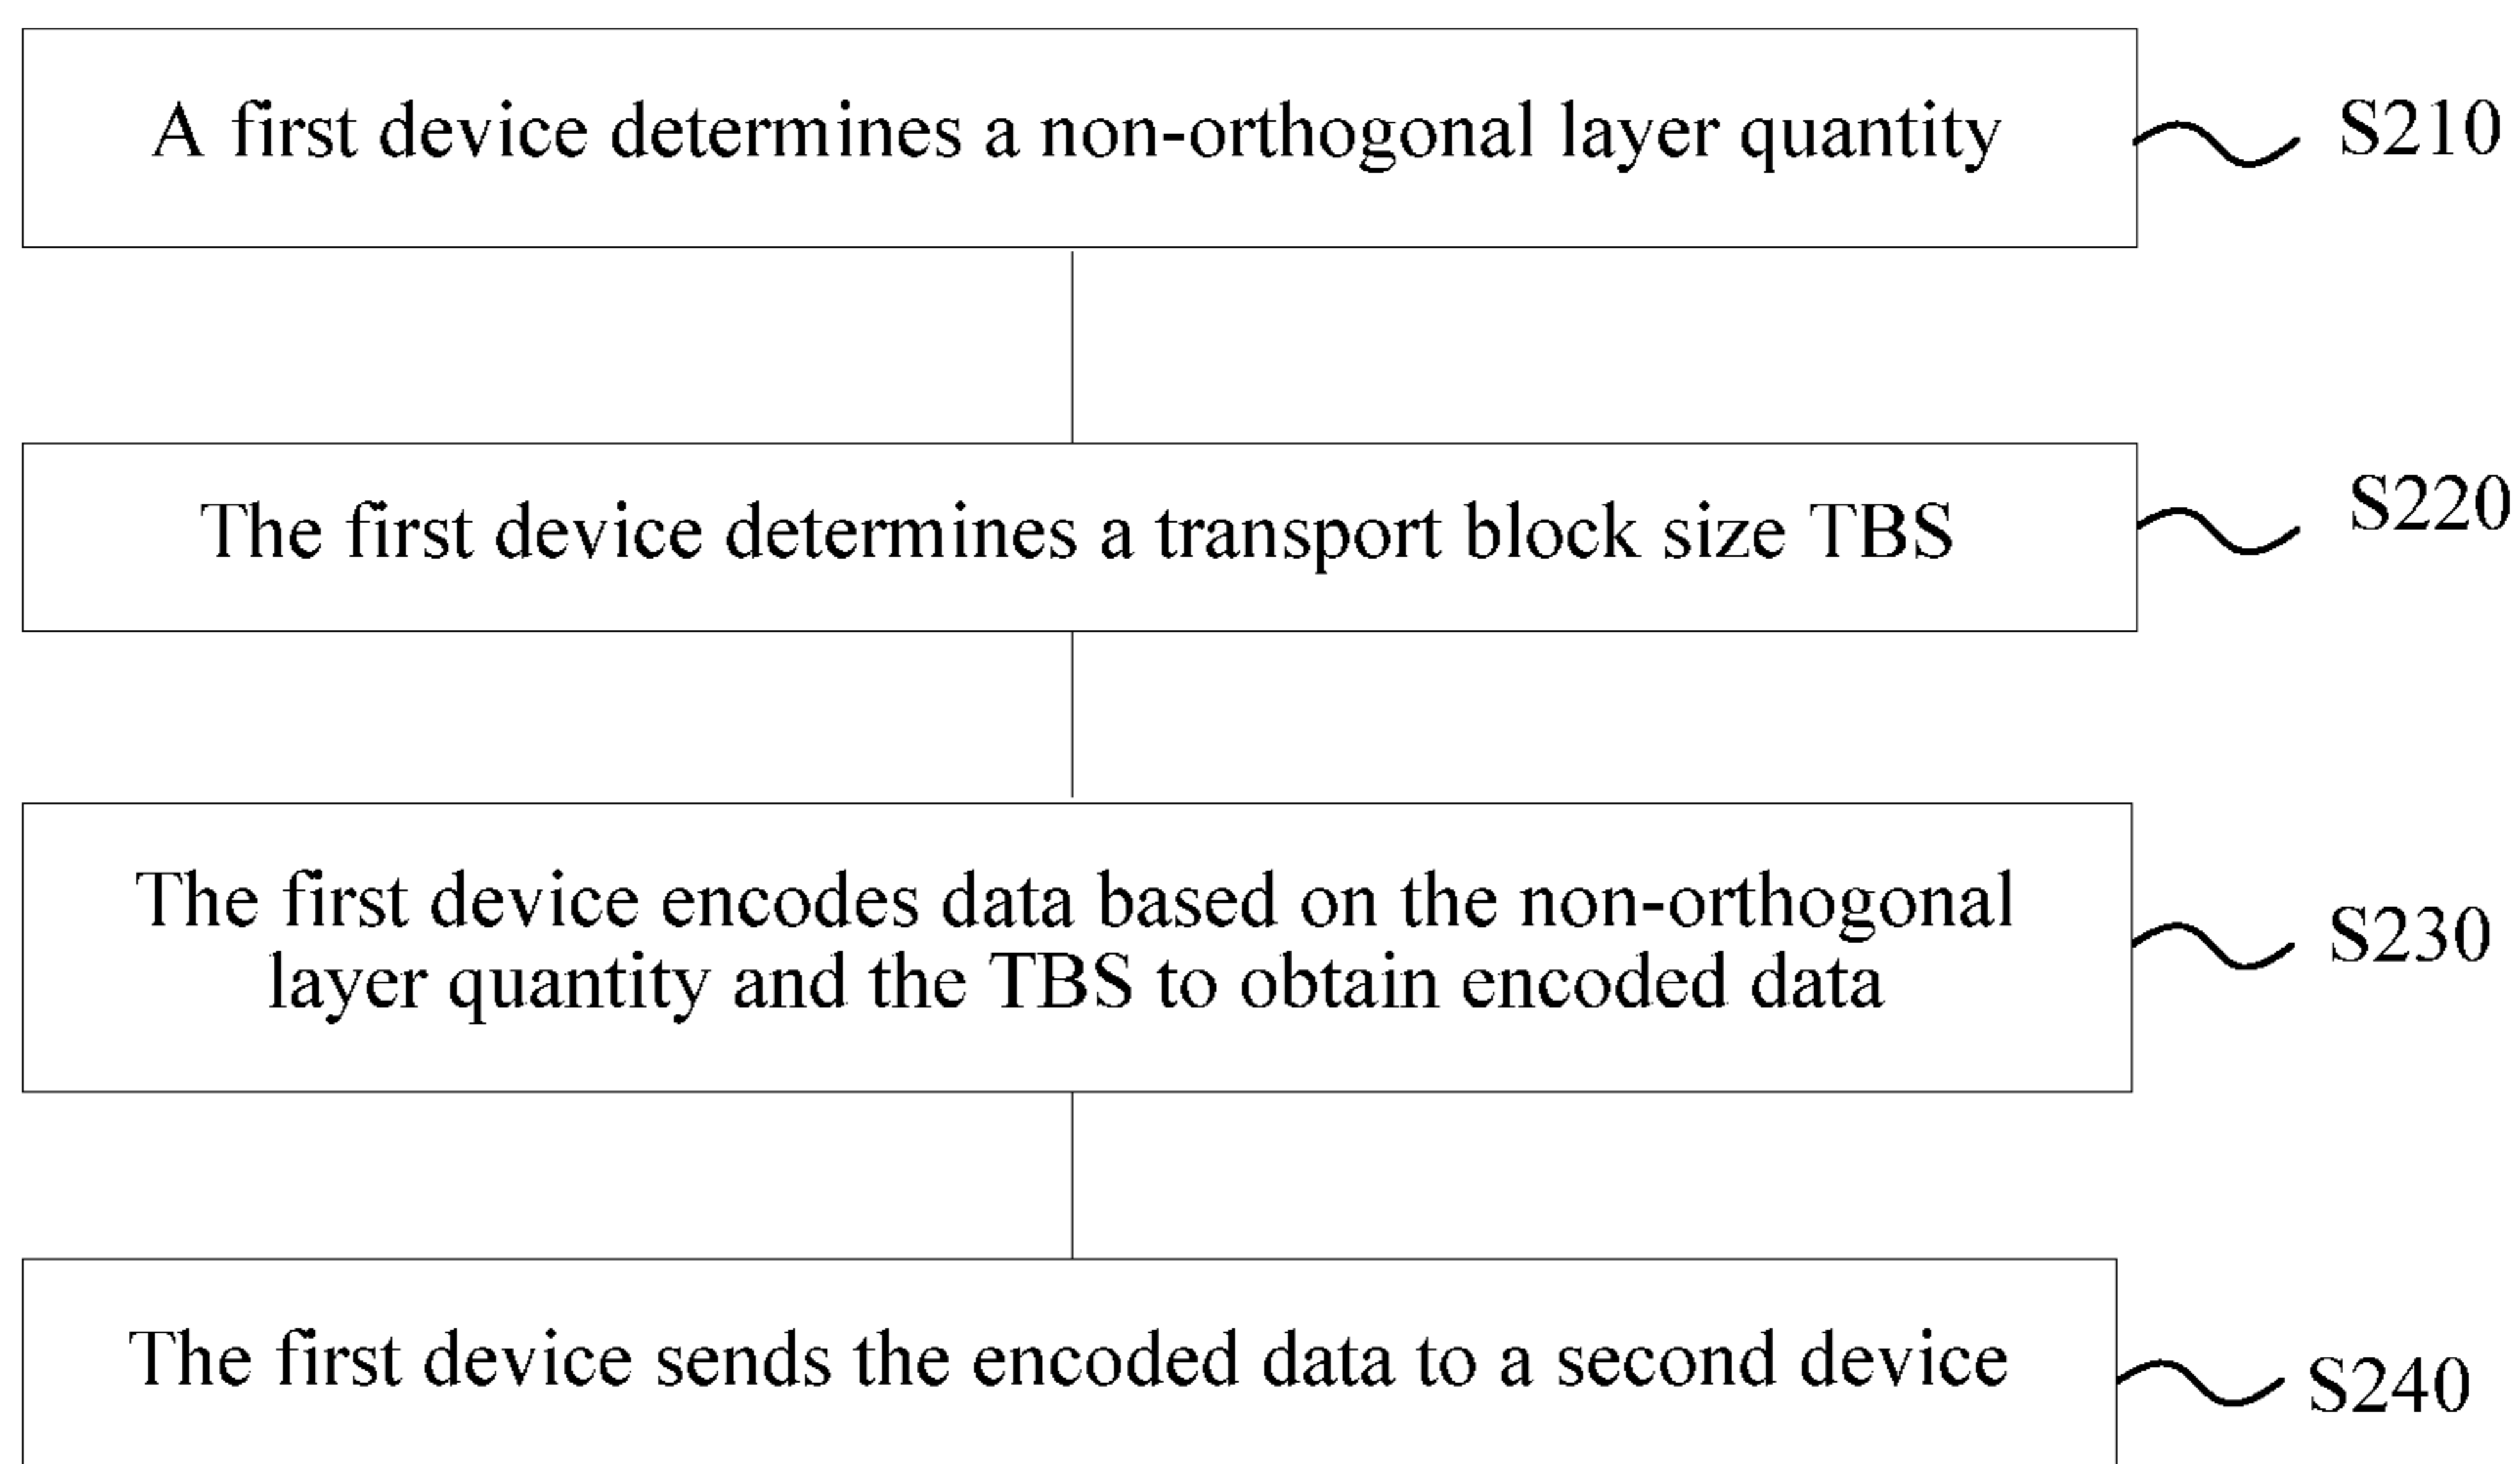 A first device determines a non-orthogonal layer quantity
S210
The first device determines a transport block size TBS
S220
The first device encodes data based on the non-orthogonal
layer quantity and the TBS to obtain encoded data
S230
The first device sends the encoded data to a second device
S240